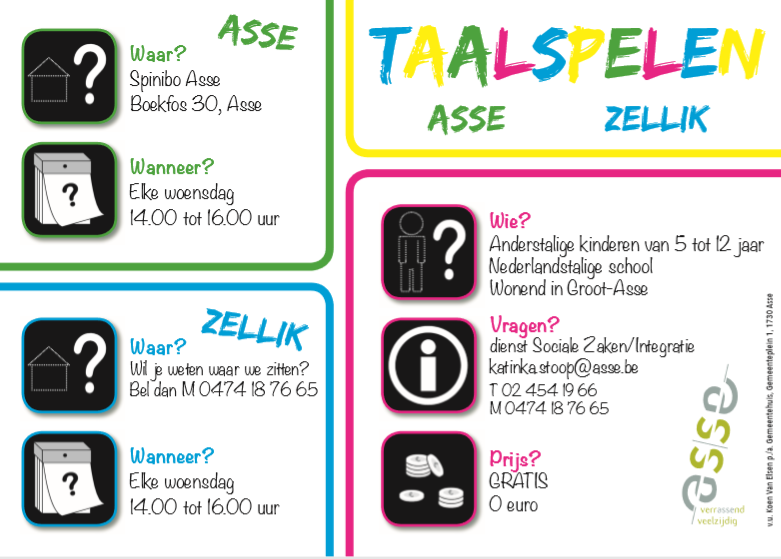 ASSE
Waar?
Spinibo Asse
Boekfos 30, Asse
Wanneer?
Elke woensdag
14.00 tot 16.00 uur
ZELLIK
Waar?
Wil je weten waar we zitten?
Bel dan M 0474 18 76 65
Wanneer?
Elke woensdag
14.00 tot 16.00 uur
TAALSPELEN
ASSE ZELLIK
Wie?
Anderstalige kinderen van 5 tot 12 jaar
Nederlandstalige school
Wonend in Groot-Asse
Vragen?
dienst Sociale Zaken/Integratie
katinka.stoop@asse.be
T 02 454 19 66
M 0474 18 76 65
Prijs?
GRATIS
0 euro
asse
verrassend
veelzijdig
v.u. Koen Van Elsen p./a. Gemeentehuis, Gemeenteplein 1, 1730 Asse